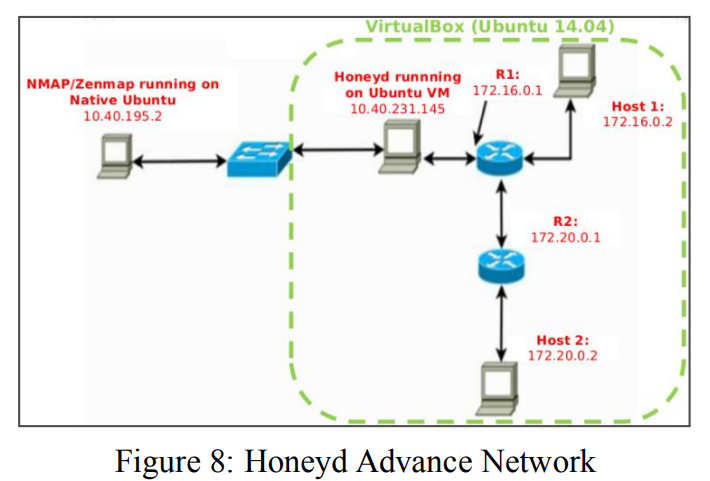 VirtualBox (Ubuntu 14.04)
NMAP/Zenmap running on
Native Ubuntu
10.40.195.2
Honeyd runnning
on Ubuntu VM
10.40.231.145
R1:
172.16.0.1
Host 1:
172.16.0.2
R2:
172.20.0.1
Host 2:
172.20.0.2
Figure 8: Honeyd Advance Network